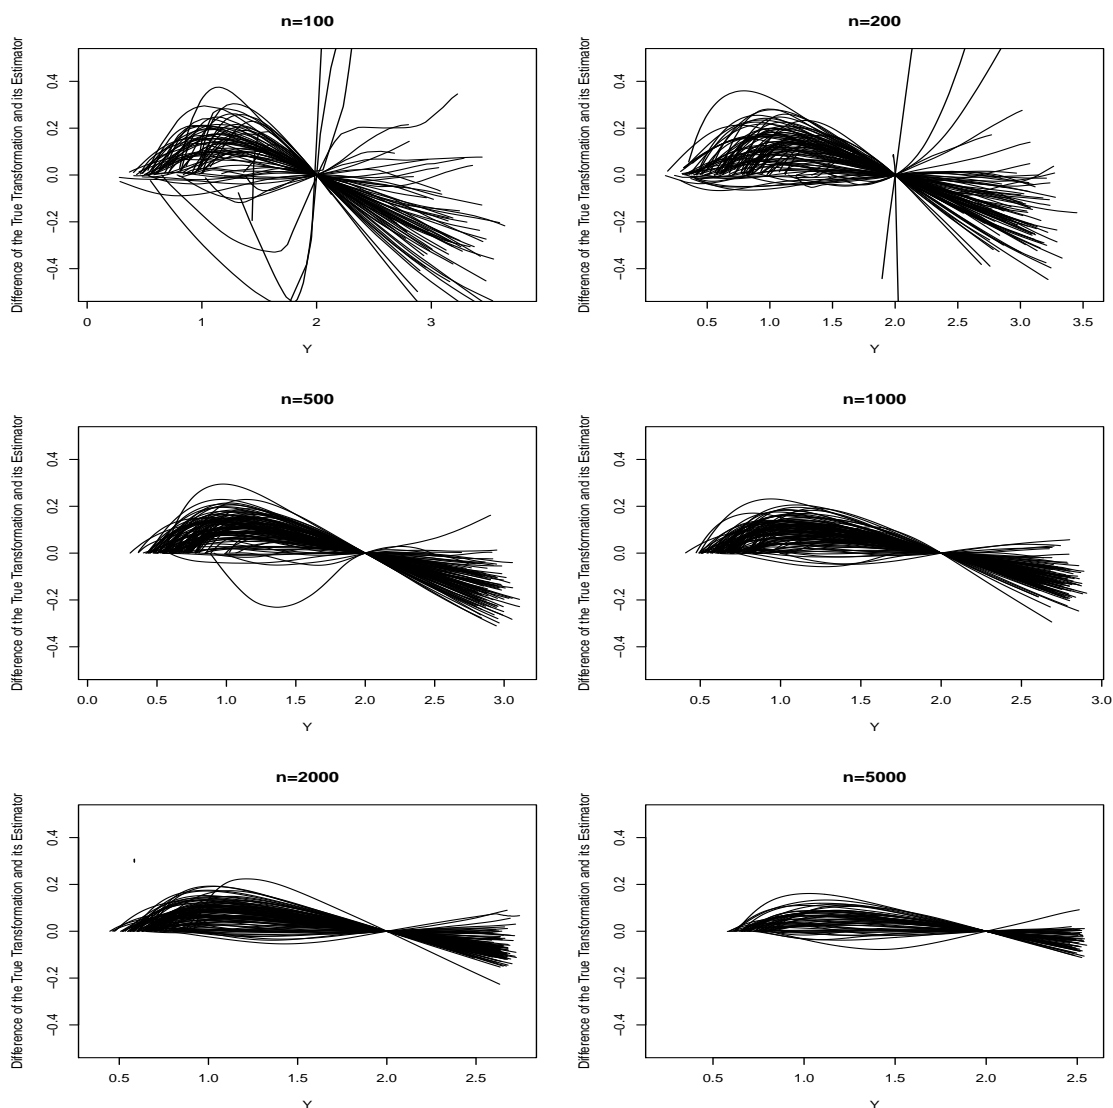 n=100
Difference of the True Transformation and its Estimator
0.4
0.2
0.0
−0.2
−0.4
0 1 2 3
Y
n=200
Difference of the True Transformation and its Estimator
0.4
0.2
0.0
−0.2
−0.4
0.5 1.0 1.5 2.0 2.5 3.0 3.5
Y
n=500
Difference of the True Transformation and its Estimator
0.4
0.2
0.0
−0.2
−0.4
0.0 0.5 1.0 1.5 2.0 2.5 3.0
Y
n=1000
Difference of the True Transformation and its Estimator
0.4
0.2
0.0
−0.2
−0.4
0.5 1.0 1.5 2.0 2.5 3.0
Y
n=2000
Difference of the True Transformation and its Estimator
0.4
0.2
0.0
−0.2
−0.4
0.5 1.0 1.5 2.0 2.5
Y
n=5000
Difference of the True Transformation and its Estimator
0.4
0.2
0.0
−0.2
−0.4
0.5 1.0 1.5 2.0 2.5
Y